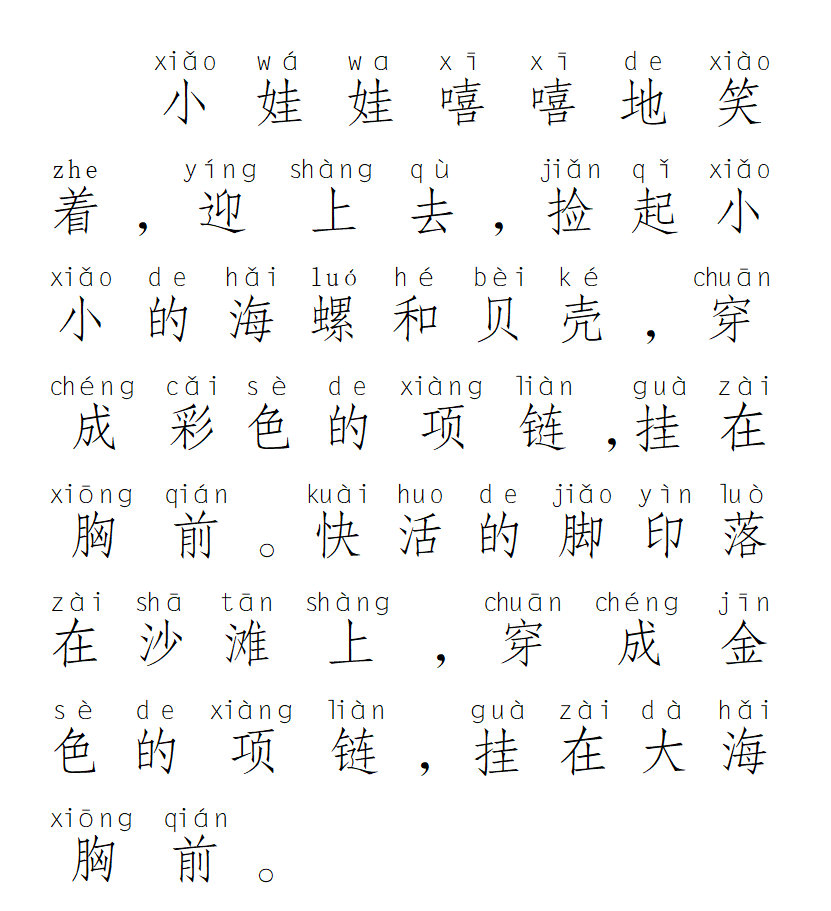 xiǎo wá wa xī xī de xiào
小娃娃嘻嘻地笑
zhe yíng shàng qù jiǎn qǐ xiǎo
着，迎上去，捡起小
xiǎo de hǎi luó hé bèi ké chuān
小的海螺和贝壳，穿
chéng cǎi sè de xiàng liàn guà zài
成彩色的项链，挂在
xiōng qián kuài huo de jiǎo yìn luò
胸前。快活的脚印落
zài shā tān shàng chuān chéng jīn
在沙滩上，穿成金
sè de xiàng liàn guà zài dà hǎi
色的项链，挂在大海
xiōng qián
胸前。